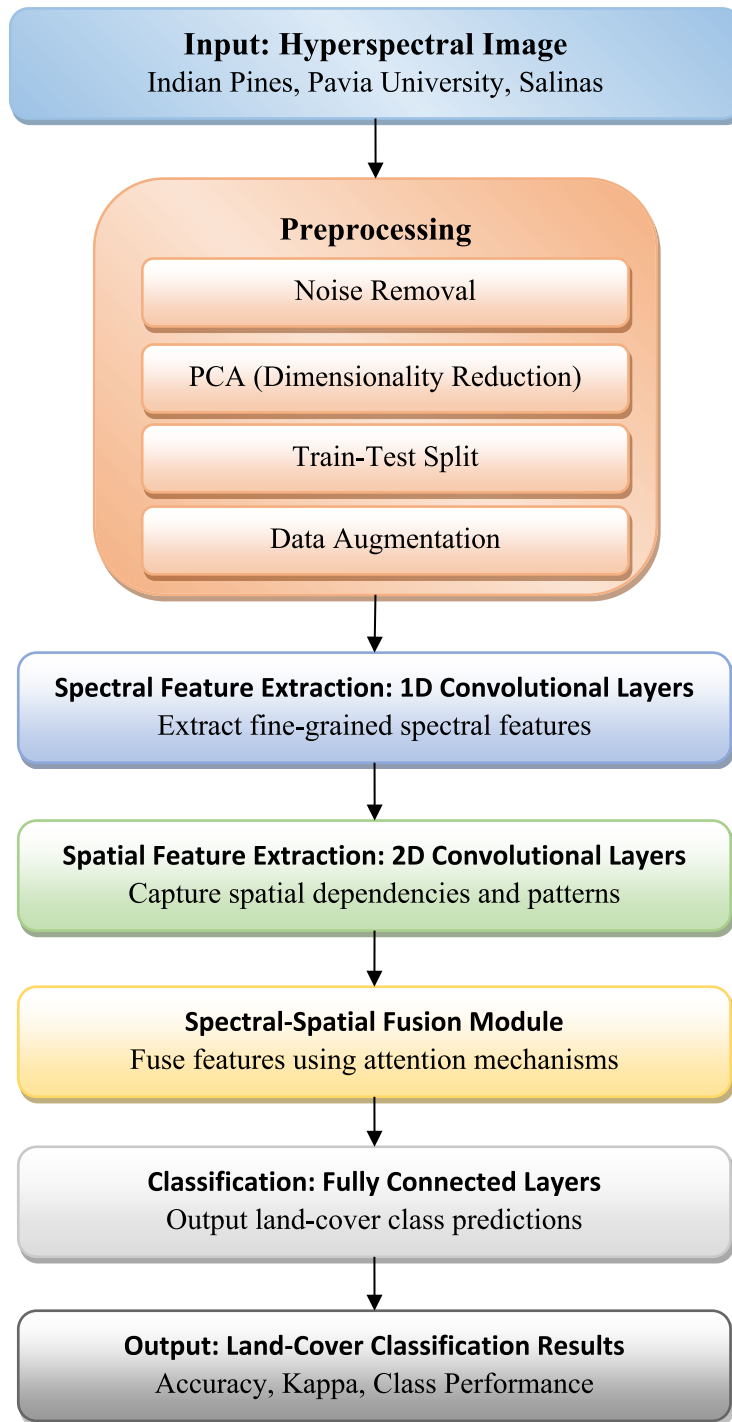 Input: Hyperspectral Image
Indian Pines, Pavia University, Salinas
Preprocessing
Noise Removal
PCA (Dimensionality Reduction)
Train-Test Split
Data Augmentation
Spectral Feature Extraction: 1D Convolutional Layers
Extract fine-grained spectral features
Spatial Feature Extraction: 2D Convolutional Layers
Capture spatial dependencies and patterns
Spectral-Spatial Fusion Module
Fuse features using attention mechanisms
Classification: Fully Connected Layers
Output land-cover class predictions
Output: Land-Cover Classification Results
Accuracy, Kappa, Class Performance